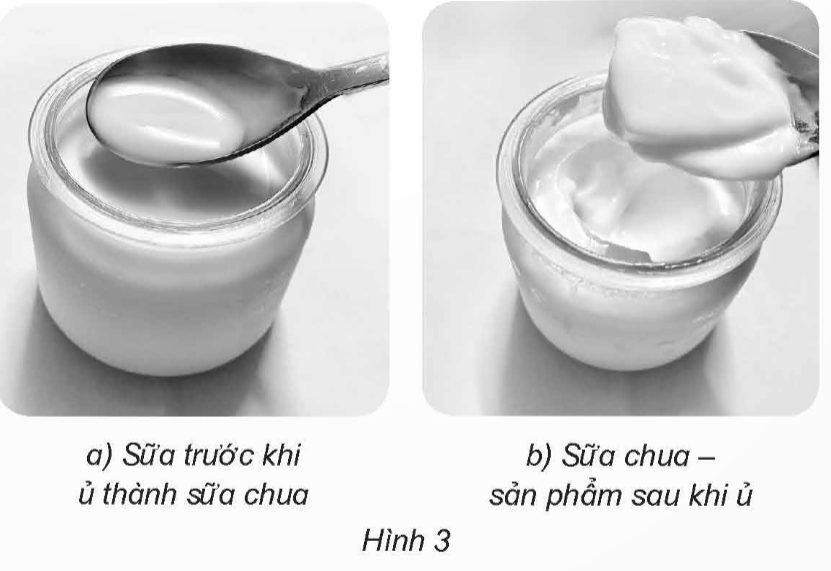 a) Sữa trước khi
ủ thành sữa chua
b) Sữa chua –
sản phẩm sau khi ủ
Hình 3